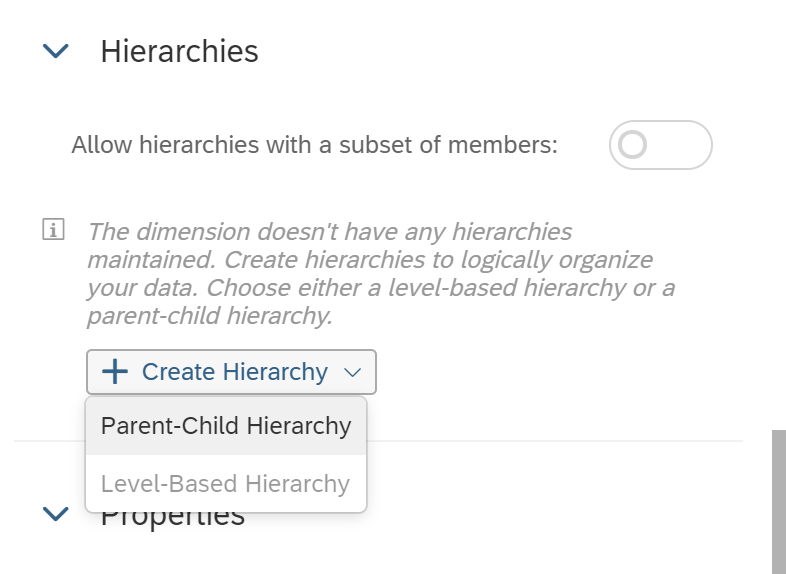 Hierarchies
Allow hierarchies with a subset of members:
The dimension doesn't have any hierarchies
maintained. Create hierarchies to logically organize
your data. Choose either a level-based hierarchy or a
parent-child hierarchy.
Create Hierarchy
Parent-Child Hierarchy
Level-Based Hierarchy
Properties